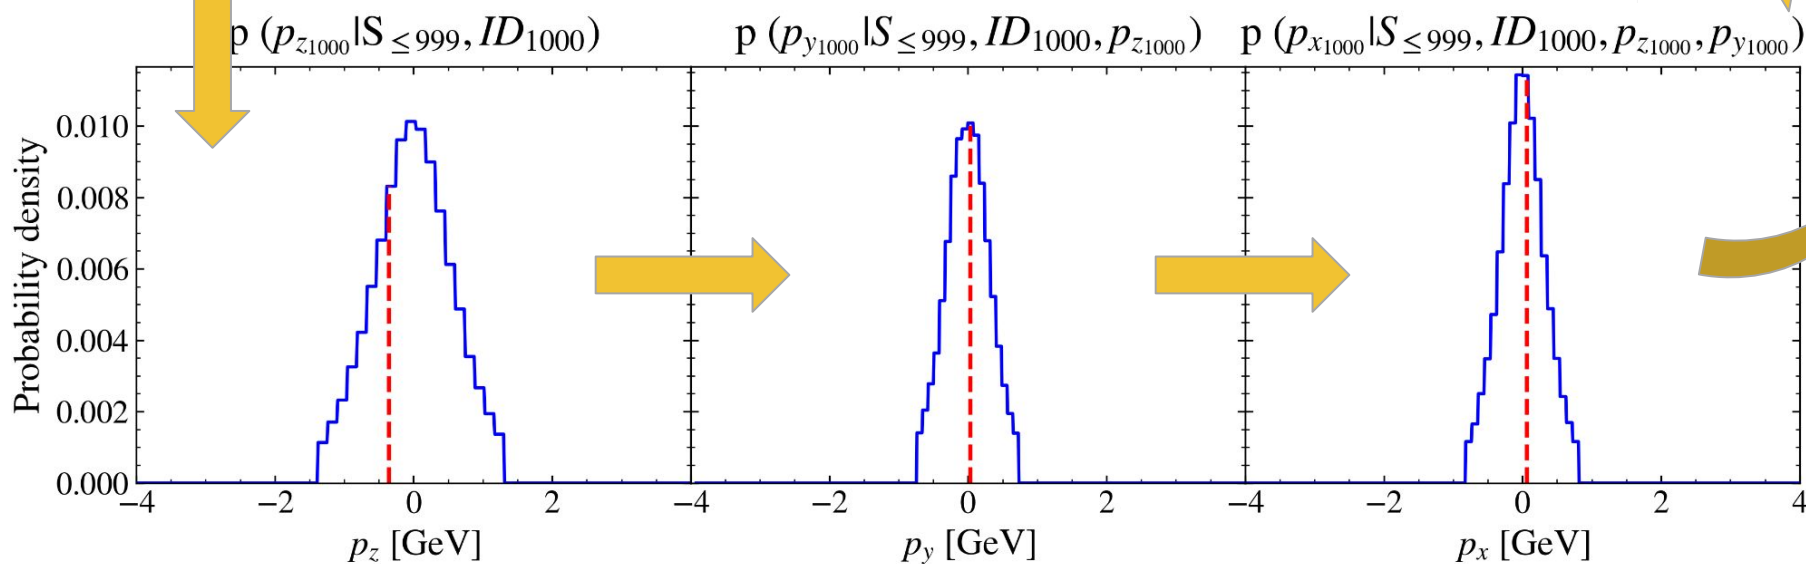 p (p_z1000|S≤999, ID1000)
p (p_y1000|S≤999, ID1000, p_z1000)
p (p_x1000|S≤999, ID1000, p_z1000, p_y1000)
Probability density
0.010
0.008
0.006
0.004
0.002
0.000
−4 −2 0 2
−4 −2 0 2
−4 −2 0 2 4
p_z [GeV]
p_y [GeV]
p_x [GeV]